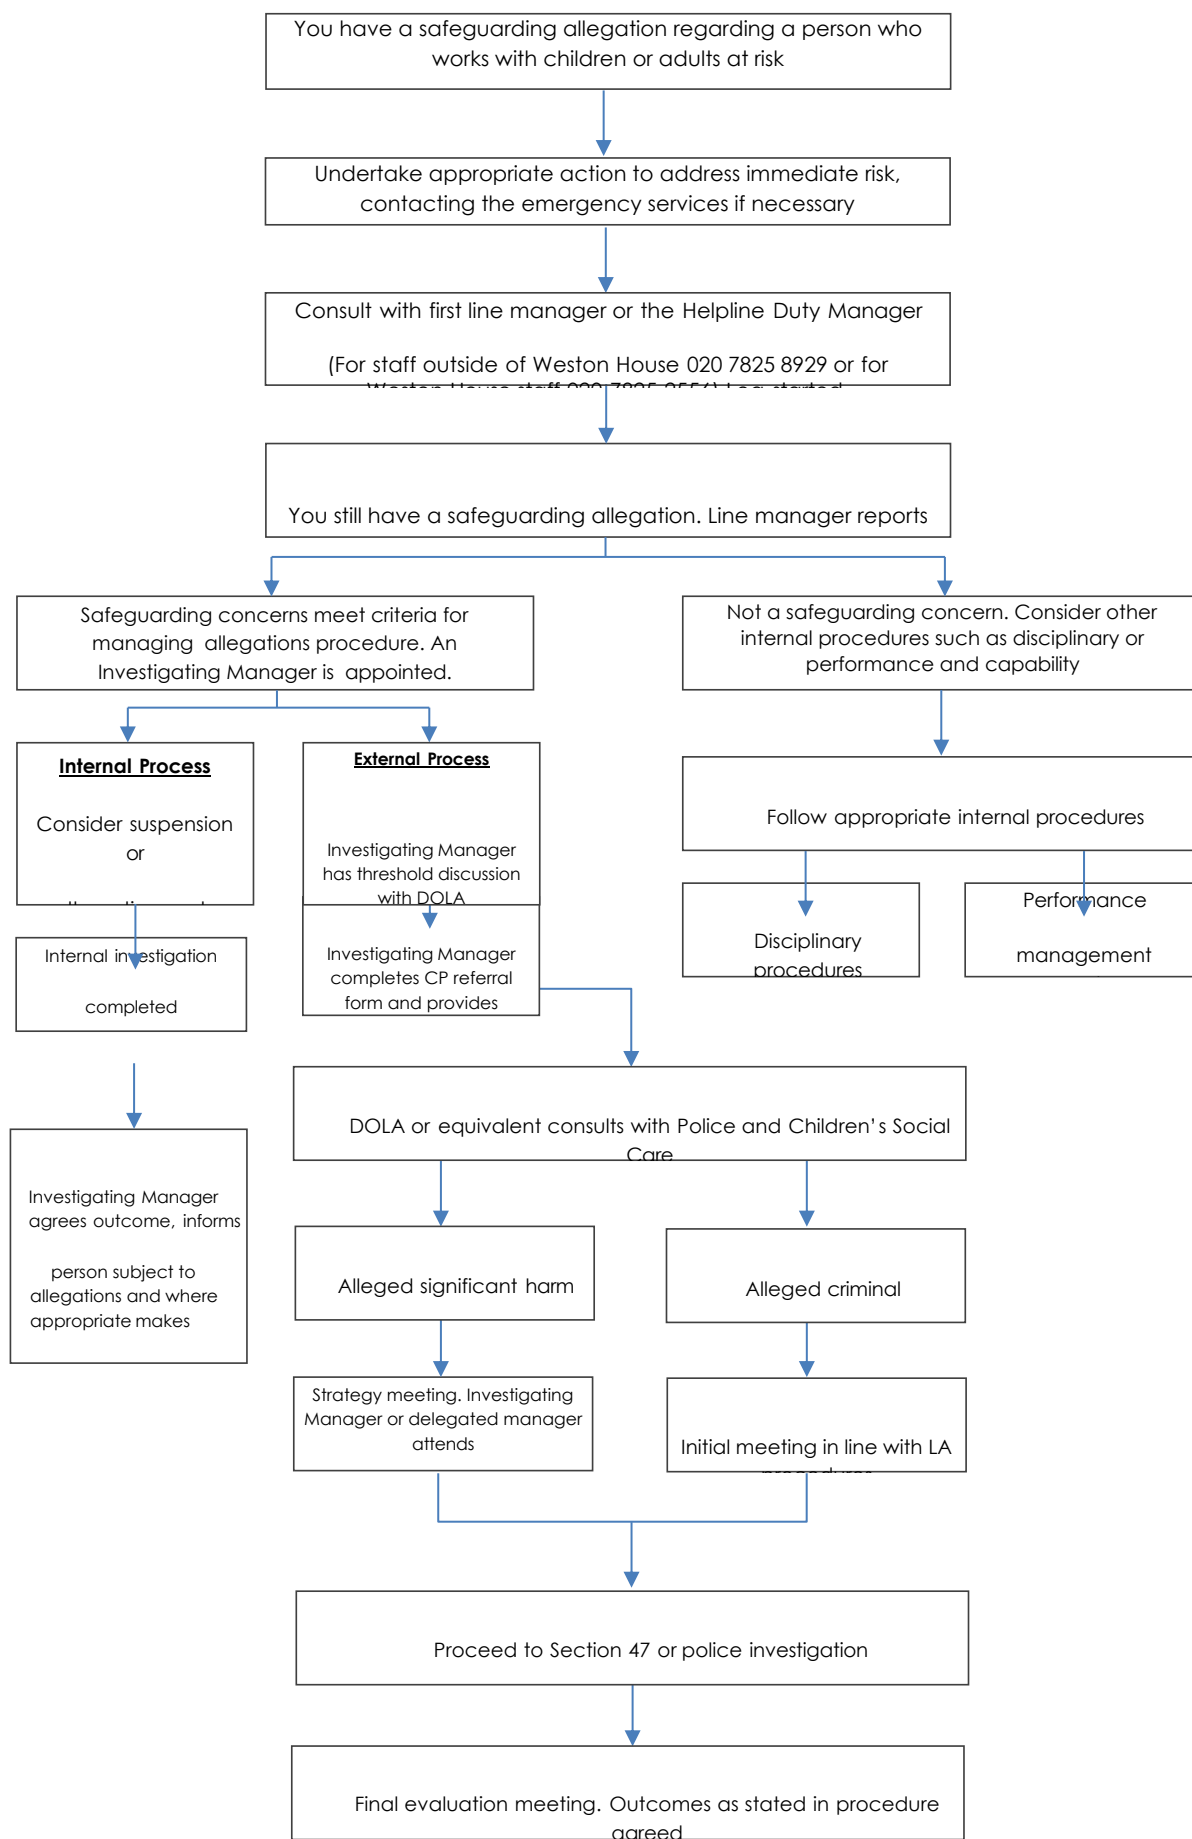 You have a safeguarding allegation regarding a person who
works with children or adults at risk
Undertake appropriate action to address immediate risk,
contacting the emergency services if necessary
Consult with first line manager or the Helpline Duty Manager
(For staff outside of Weston House 020 7825 8929 or for
Weston House staff 020 7825 Log started
You still have a safeguarding allegation. Line manager reports
Safeguarding concerns meet criteria for
managing allegations procedure. An
Investigating Manager is appointed.
Not a safeguarding concern. Consider other
internal procedures such as disciplinary or
performance and capability
Internal Process
Consider suspension
or
External Process
Investigating Manager
has threshold discussion
with DOLA
Follow appropriate internal procedures
Internal investigation
completed
Investigating Manager
completes CP referral
form and provides
Disciplinary
procedures
Performance
management
DOLA or equivalent consults with Police and Children's Social
Care
Investigating Manager
agrees outcome, informs
person subject to
allegations and where
appropriate makes
Alleged significant harm
Alleged criminal
Strategy meeting. Investigating
Manager or delegated manager
attends
Initial meeting in line with LA
procedures
Proceed to Section 47 or police investigation
Final evaluation meeting. Outcomes as stated in procedure
agreed